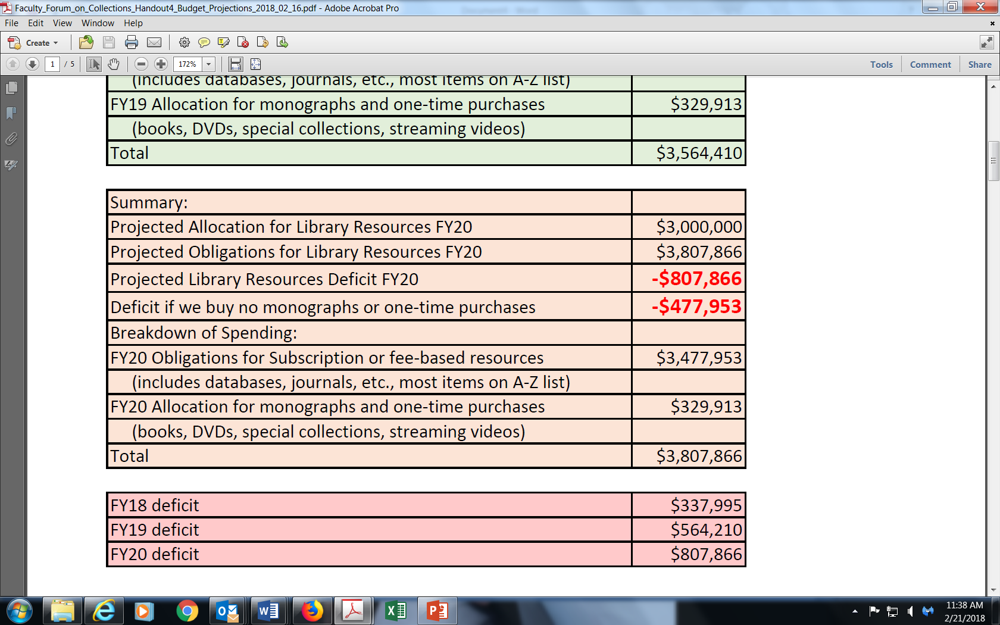 Faculty_Forum_on_Collections_Handout4_Budget_Projections_2018_02_16.pdf - Adobe Acrobat Pro
File Edit View Window Help
Create
1 / 5 172% Tools Comment Share
(includes databases, journals, etc., most items on A-Z list)
FY19 Allocation for monographs and one-time purchases $329,913
(books, DVDs, special collections, streaming videos)
Total $3,564,410
Summary:
Projected Allocation for Library Resources FY20 $3,000,000
Projected Obligations for Library Resources FY20 $3,807,866
Projected Library Resources Deficit FY20 -$807,866
Deficit if we buy no monographs or one-time purchases -$477,953
Breakdown of Spending:
FY20 Obligations for Subscription or fee-based resources $3,477,953
(includes databases, journals, etc., most items on A-Z list)
FY20 Allocation for monographs and one-time purchases $329,913
(books, DVDs, special collections, streaming videos)
Total $3,807,866
FY18 deficit $337,995
FY19 deficit $564,210
FY20 deficit $807,866
11:38 AM
2/21/2018